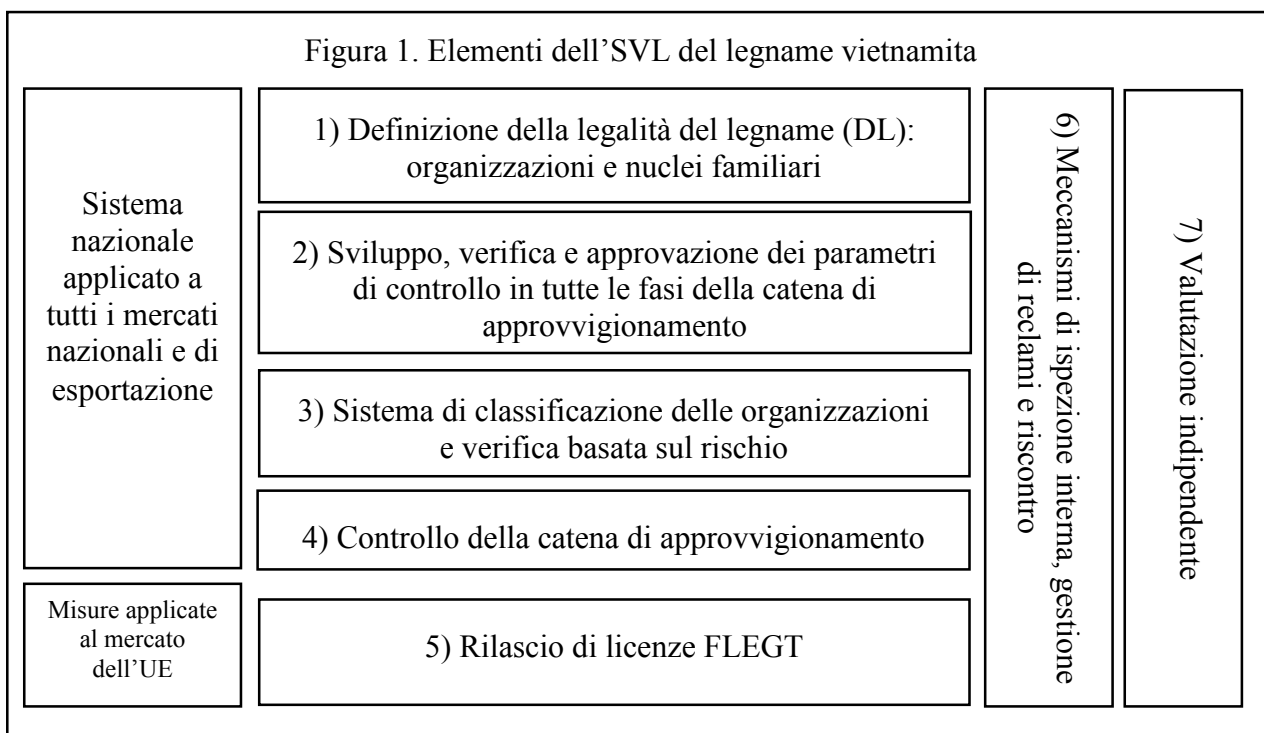 Figura 1. Elementi dell’SVL del legname vietnamita
Sistema
nazionale
applicato a
tutti i mercati
nazionali e di
esportazione
1) Definizione della legalità del legname (DL):
organizzazioni e nuclei familiari
2) Sviluppo, verifica e approvazione dei parametri
di controllo in tutte le fasi della catena di
approvvigionamento
3) Sistema di classificazione delle organizzazioni
e verifica basata sul rischio
4) Controllo della catena di approvvigionamento
Misure applicate
al mercato
dell’UE
5) Rilascio di licenze FLEGT
6) Meccanismi di ispezione interna, gestione
di reclami e riscontro
7) Valutazione indipendente